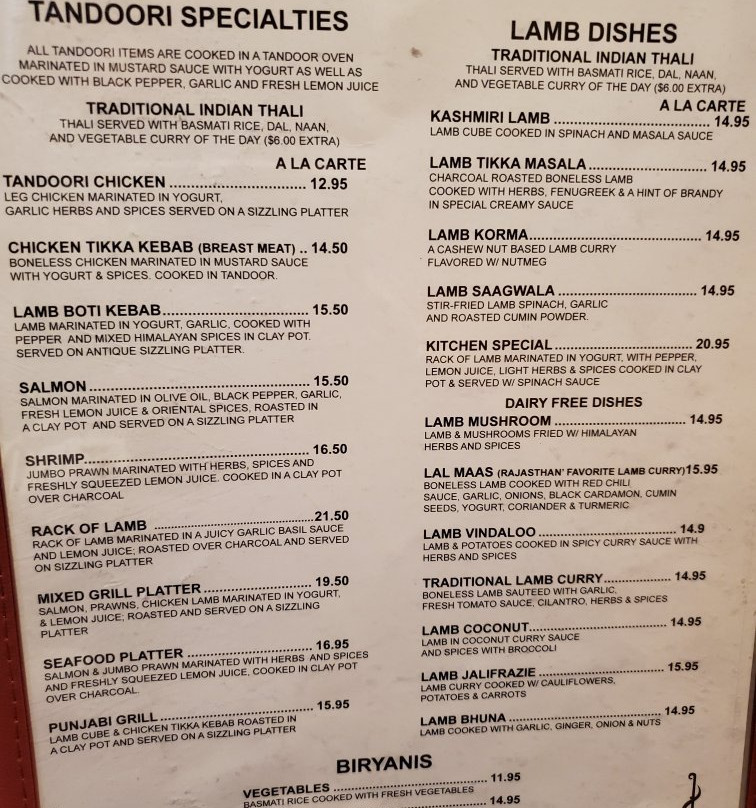 TANDOORI SPECIALTIES
ALL TANDOORI ITEMS ARE COOKED IN A TANDOOR OVEN
MARINATED IN MUSTARD SAUCE WITH YOGURT AS WELL AS
COOKED WITH BLACK PEPPER, GARLIC AND FRESH LEMON JUICE
TRADITIONAL INDIAN THALI
THALI SERVED WITH BASMATI RICE, DAL, NAAN,
AND VEGETABLE CURRY OF THE DAY ($6.00 EXTRA)
A LA CARTE
TANDOORI CHICKEN ................................ 12.95
LEG CHICKEN MARINATED IN YOGURT,
GARLIC HERBS AND SPICES SERVED ON A SIZZLING PLATTER
CHICKEN TIKKA KEBAB (BREAST MEAT) .. 14.50
BONELESS CHICKEN MARINATED IN MUSTARD SAUCE
WITH YOGURT & SPICES. COOKED IN TANDOOR.
LAMB BOTI KEBAB................................... 15.50
LAMB MARINATED IN YOGURT, GARLIC, COOKED WITH
PEPPER AND MIXED HIMALAYAN SPICES IN CLAY POT.
SERVED ON ANTIQUE SIZZLING PLATTER.
SALMON .................................................... 15.50
SALMON MARINATED IN OLIVE OIL, BLACK PEPPER, GARLIC,
FRESH LEMON JUICE & ORIENTAL SPICES, ROASTED IN
A CLAY POT AND SERVED ON A SIZZLING PLATTER
SHRIMP..................................................... 16.50
JUMBO PRAWN MARINATED WITH HERBS, SPICES AND
FRESHLY SQUEEZED LEMON JUICE. COOKED IN A CLAY POT
OVER CHARCOAL
RACK OF LAMB ......................................21.50
RACK OF LAMB MARINATED IN A JUICY GARLIC BASIL SAUCE
AND LEMON JUICE; ROASTED OVER CHARCOAL AND SERVED
ON SIZZLING PLATTER
MIXED GRILL PLATTER ......................... 19.50
SALMON, PRAWNS, CHICKEN LAMB MARINATED IN YOGURT,
& LEMON JUICE; ROASTED AND SERVED ON A SIZZLING
PLATTER
SEAFOOD PLATTER ............................... 16.95
SALMON & JUMBO PRAWN MARINATED WITH HERBS AND SPICES
AND FRESHLY SQUEEZED LEMON JUICE, COOKED IN CLAY POT
OVER CHARCOAL.
PUNJABI GRILL ..................................... 15.95
LAMB CUBE & CHICKEN TIKKA KEBAB ROASTED IN
A CLAY POT AND SERVED ON A SIZZLING PLATTER
LAMB DISHES
TRADITIONAL INDIAN THALI
THALI SERVED WITH BASMATI RICE, DAL, NAAN,
AND VEGETABLE CURRY OF THE DAY ($6.00 EXTRA)
A LA CARTE
KASHMIRI LAMB ..................................... 14.95
LAMB CUBE COOKED IN SPINACH AND MASALA SAUCE
LAMB TIKKA MASALA............................ 14.95
CHARCOAL ROASTED BONELESS LAMB
COOKED WITH HERBS, FENUGREEK & A HINT OF BRANDY
IN SPECIAL CREAMY SAUCE
LAMB KORMA......................................... 14.95
A CASHEW NUT BASED LAMB CURRY
FLAVORED W/ NUTMEG
LAMB SAAGWALA ................................. 14.95
STIR-FRIED LAMB SPINACH, GARLIC
AND ROASTED CUMIN POWDER.
KITCHEN SPECIAL .................................. 20.95
RACK OF LAMB MARINATED IN YOGURT, WITH PEPPER,
LEMON JUICE, LIGHT HERBS & SPICES COOKED IN CLAY
POT & SERVED W/ SPINACH SAUCE
DAIRY FREE DISHES
LAMB MUSHROOM ................................ 14.95
LAMB & MUSHROOMS FRIED W/ HIMALAYAN
HERBS AND SPICES
LAL MAAS (RAJASTHAN' FAVORITE LAMB CURRY)15.95
BONELESS LAMB COOKED WITH RED CHILI
SAUCE, GARLIC, ONIONS, BLACK CARDAMON, CUMIN
SEEDS, YOGURT, CORIANDER & TURMERIC
LAMB VINDALOO ................................... 14.9
LAMB & POTATOES COOKED IN SPICY CURRY SAUCE WITH
HERBS AND SPICES
TRADITIONAL LAMB CURRY................ 14.95
BONELESS LAMB SAUTEED WITH GARLIC,
FRESH TOMATO SAUCE, CILANTRO, HERBS & SPICES
LAMB COCONUT................................... 14.95
LAMB IN COCONUT CURRY SAUCE
AND SPICES WITH BROCCOLI
LAMB JALIFRAZIE ................................ 15.95
LAMB CURRY COOKED W/ CAULIFLOWERS,
POTATOES & CARROTS
LAMB BHUNA ...................................... 14.95
LAMB COOKED WITH GARLIC, GINGER, ONION & NUTS
BIRYANIS
VEGETABLES ...................................... 11.95
BASMATI RICE COOKED WITH FRESH VEGETABLES
14.95